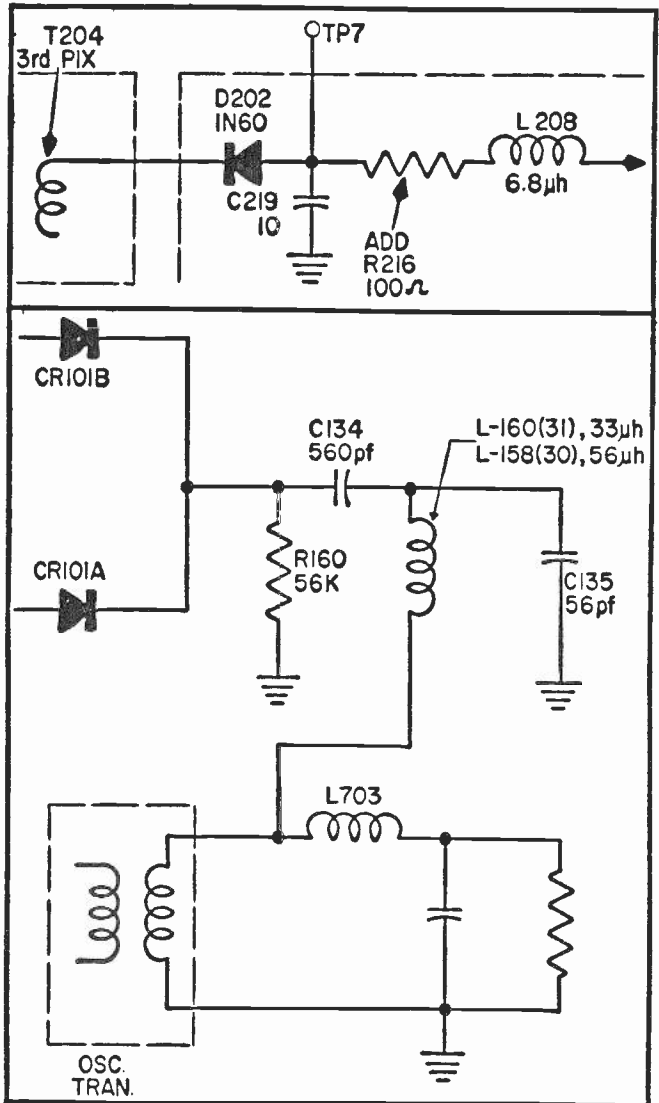 T204
3rd PIX
TP7
D202
IN60
C219
10
L 208
6.8µh
ADD
R216
100Ω
CR101B
C134
560pf
L-160(31), 33µh
L-158(30), 56µh
CR101A
R160
56K
C135
56pf
L703
OSC.
TRAN.